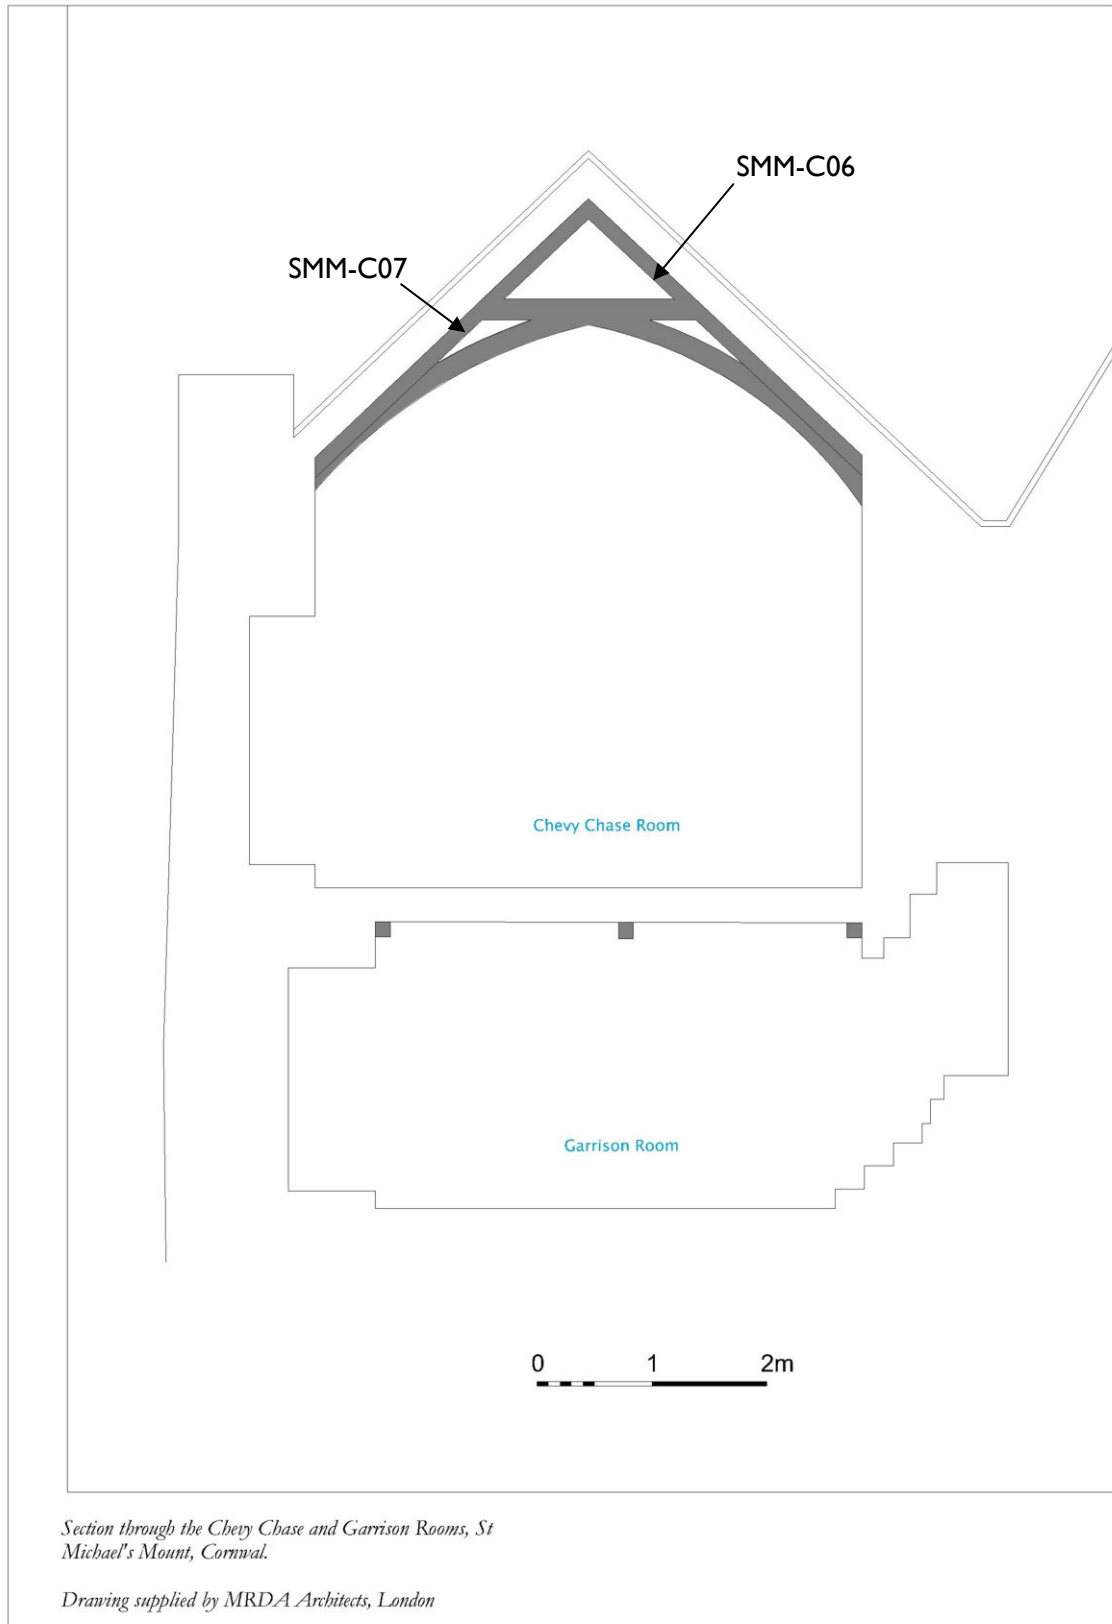 SMM-C06
SMM-C07
Chevy Chase Room
Garrison Room
0 1 2m
Section through the Chevy Chase and Garrison Rooms, St
Michael's Mount, Cornwal.
Drawing supplied by MRDA Architects, London